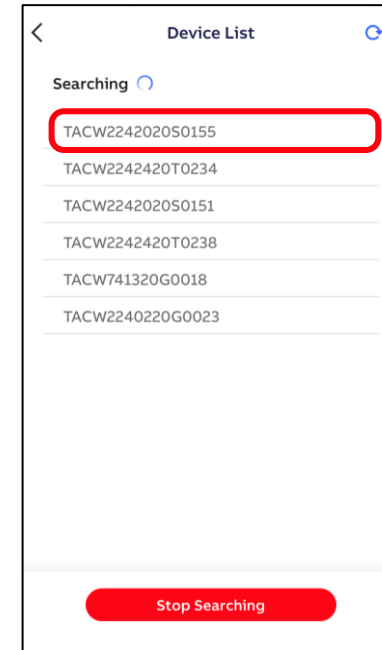 Device List
Searching
TACW2242020S0155
TACW2242420T0234
TACW2242020S0151
TACW2242420T0238
TACW741320G0018
TACW2240220G0023
Stop Searching